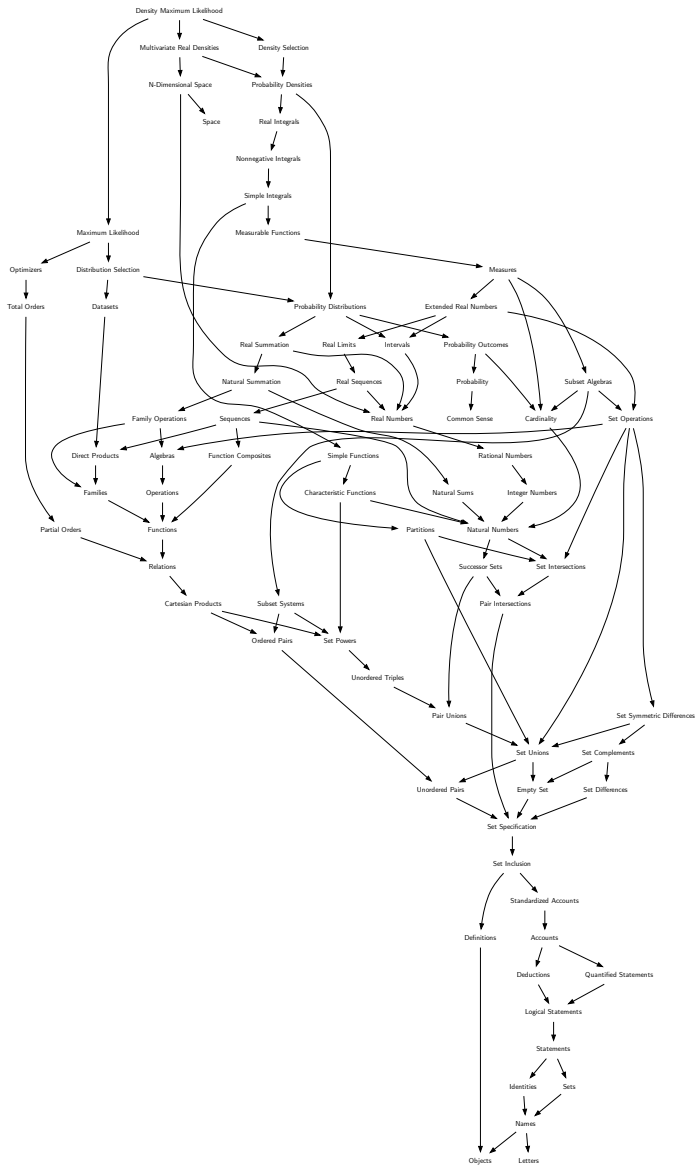 Density Maximum Likelihood
Multivariate Real Densities
Density Selection
N-Dimensional Space
Probability Densities
Space
Real Integrals
Nonnegative Integrals
Simple Integrals
Maximum Likelihood
Measurable Functions
Optimizers
Distribution Selection
Measures
Total Orders
Datasets
Probability Distributions
Extended Real Numbers
Real Summation
Real Limits
Intervals
Probability Outcomes
Natural Summation
Real Sequences
Probability
Subset Algebras
Family Operations
Sequences
Real Numbers
Common Sense
Cardinality
Set Operations
Direct Products
Algebras
Function Composites
Simple Functions
Rational Numbers
Families
Operations
Characteristic Functions
Natural Sums
Integer Numbers
Partial Orders
Functions
Partitions
Natural Numbers
Relations
Successor Sets
Set Intersections
Cartesian Products
Subset Systems
Pair Intersections
Ordered Pairs
Set Powers
Unordered Triples
Pair Unions
Set Symmetric Differences
Set Unions
Set Complements
Unordered Pairs
Empty Set
Set Differences
Set Specification
Set Inclusion
Standardized Accounts
Definitions
Accounts
Deductions
Quantified Statements
Logical Statements
Statements
Identities
Sets
Names
Objects
Letters